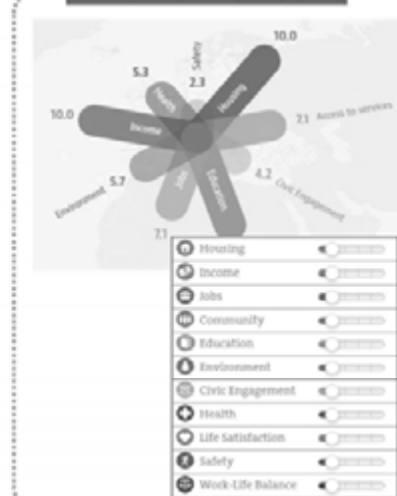 Safety
10.0
5.3
2.3
Health
Housing
10.0
Income
7.1 Access to services
5.7
Environment
Jobs
Education
4.2
Civic Engagement
7.1
Housing
Income
Jobs
Community
Education
Environment
Civic Engagement
Health
Life Satisfaction
Safety
Work-Life Balance